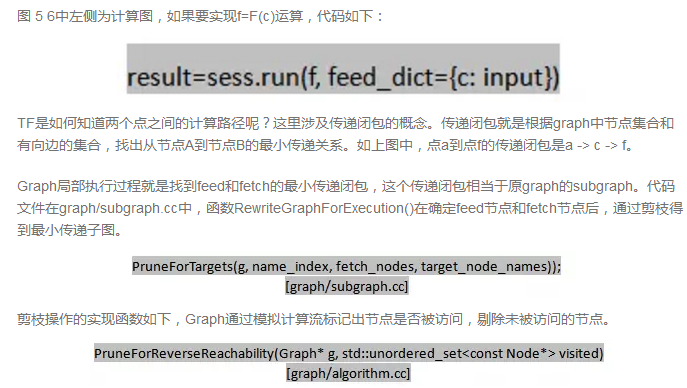 图 5 6中左侧为计算图，如果要实现f=F(c)运算，代码如下：
result=sess.run(f, feed_dict={c: input})
TF是如何知道两个点之间的计算路径呢？这里涉及传递闭包的概念。传递闭包就是根据graph中节点集合和
有向边的集合，找出从节点A到节点B的最小传递关系。如上图中，点a到点f的传递闭包是a -> c -> f。
Graph局部执行过程就是找到feed和fetch的最小传递闭包，这个传递闭包相当于原graph的subgraph。代码
文件在graph/subgraph.cc中，函数RewriteGraphForExecution()在确定feed节点和fetch节点后，通过剪枝得
到最小传递子图。
PruneForTargets(g, name_index, fetch_nodes, target_node_names));
[graph/subgraph.cc]
剪枝操作的实现函数如下，Graph通过模拟计算流标记出节点是否被访问，剔除未被访问的节点。
PruneForReverseReachability(Graph* g, std::unordered_set<const Node*> visited)
[graph/algorithm.cc]